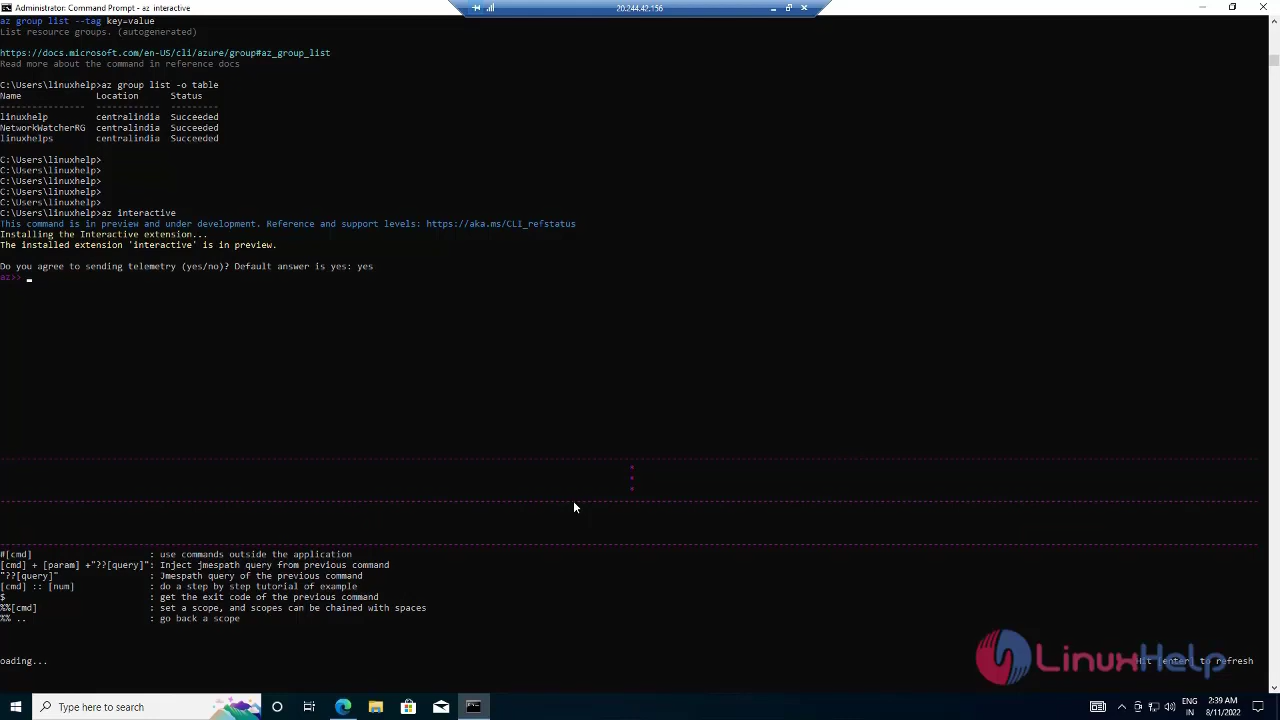 Administrator: Command Prompt - az interactive
20.244.42.156
az group list --tag key=value
List resource groups. (autogenerated)
https://docs.microsoft.com/en-US/cli/azure/group#az_group_list
Read more about the command in reference docs
C:\Users\linuxhelp>az group list -o table
Name Location Status
--------------- ------------ ---------
linuxhelp centralindia Succeeded
NetworkWatcherRG centralindia Succeeded
linuxhelps centralindia Succeeded
C:\Users\linuxhelp>
C:\Users\linuxhelp>
C:\Users\linuxhelp>
C:\Users\linuxhelp>
C:\Users\linuxhelp>
C:\Users\linuxhelp>az interactive
This command is in preview and under development. Reference and support levels: https://aka.ms/CLI_refstatus
Installing the Interactive extension...
The installed extension 'interactive' is in preview.
Do you agree to sending telemetry (yes/no)? Default answer is yes: yes
az>>
#[cmd] : use commands outside the application
[cmd] + [param] +"??[query]": Inject jmespath query from previous command
"??[query]" : Jmespath query of the previous command
[cmd] :: [num] : do a step by step tutorial of example
$ : get the exit code of the previous command
%%[cmd] : set a scope, and scopes can be chained with spaces
%% .. : go back a scope
oading... Hit [enter] to refresh
LinuxHelp
Type here to search
ENG
IN
2:39 AM
8/11/2022